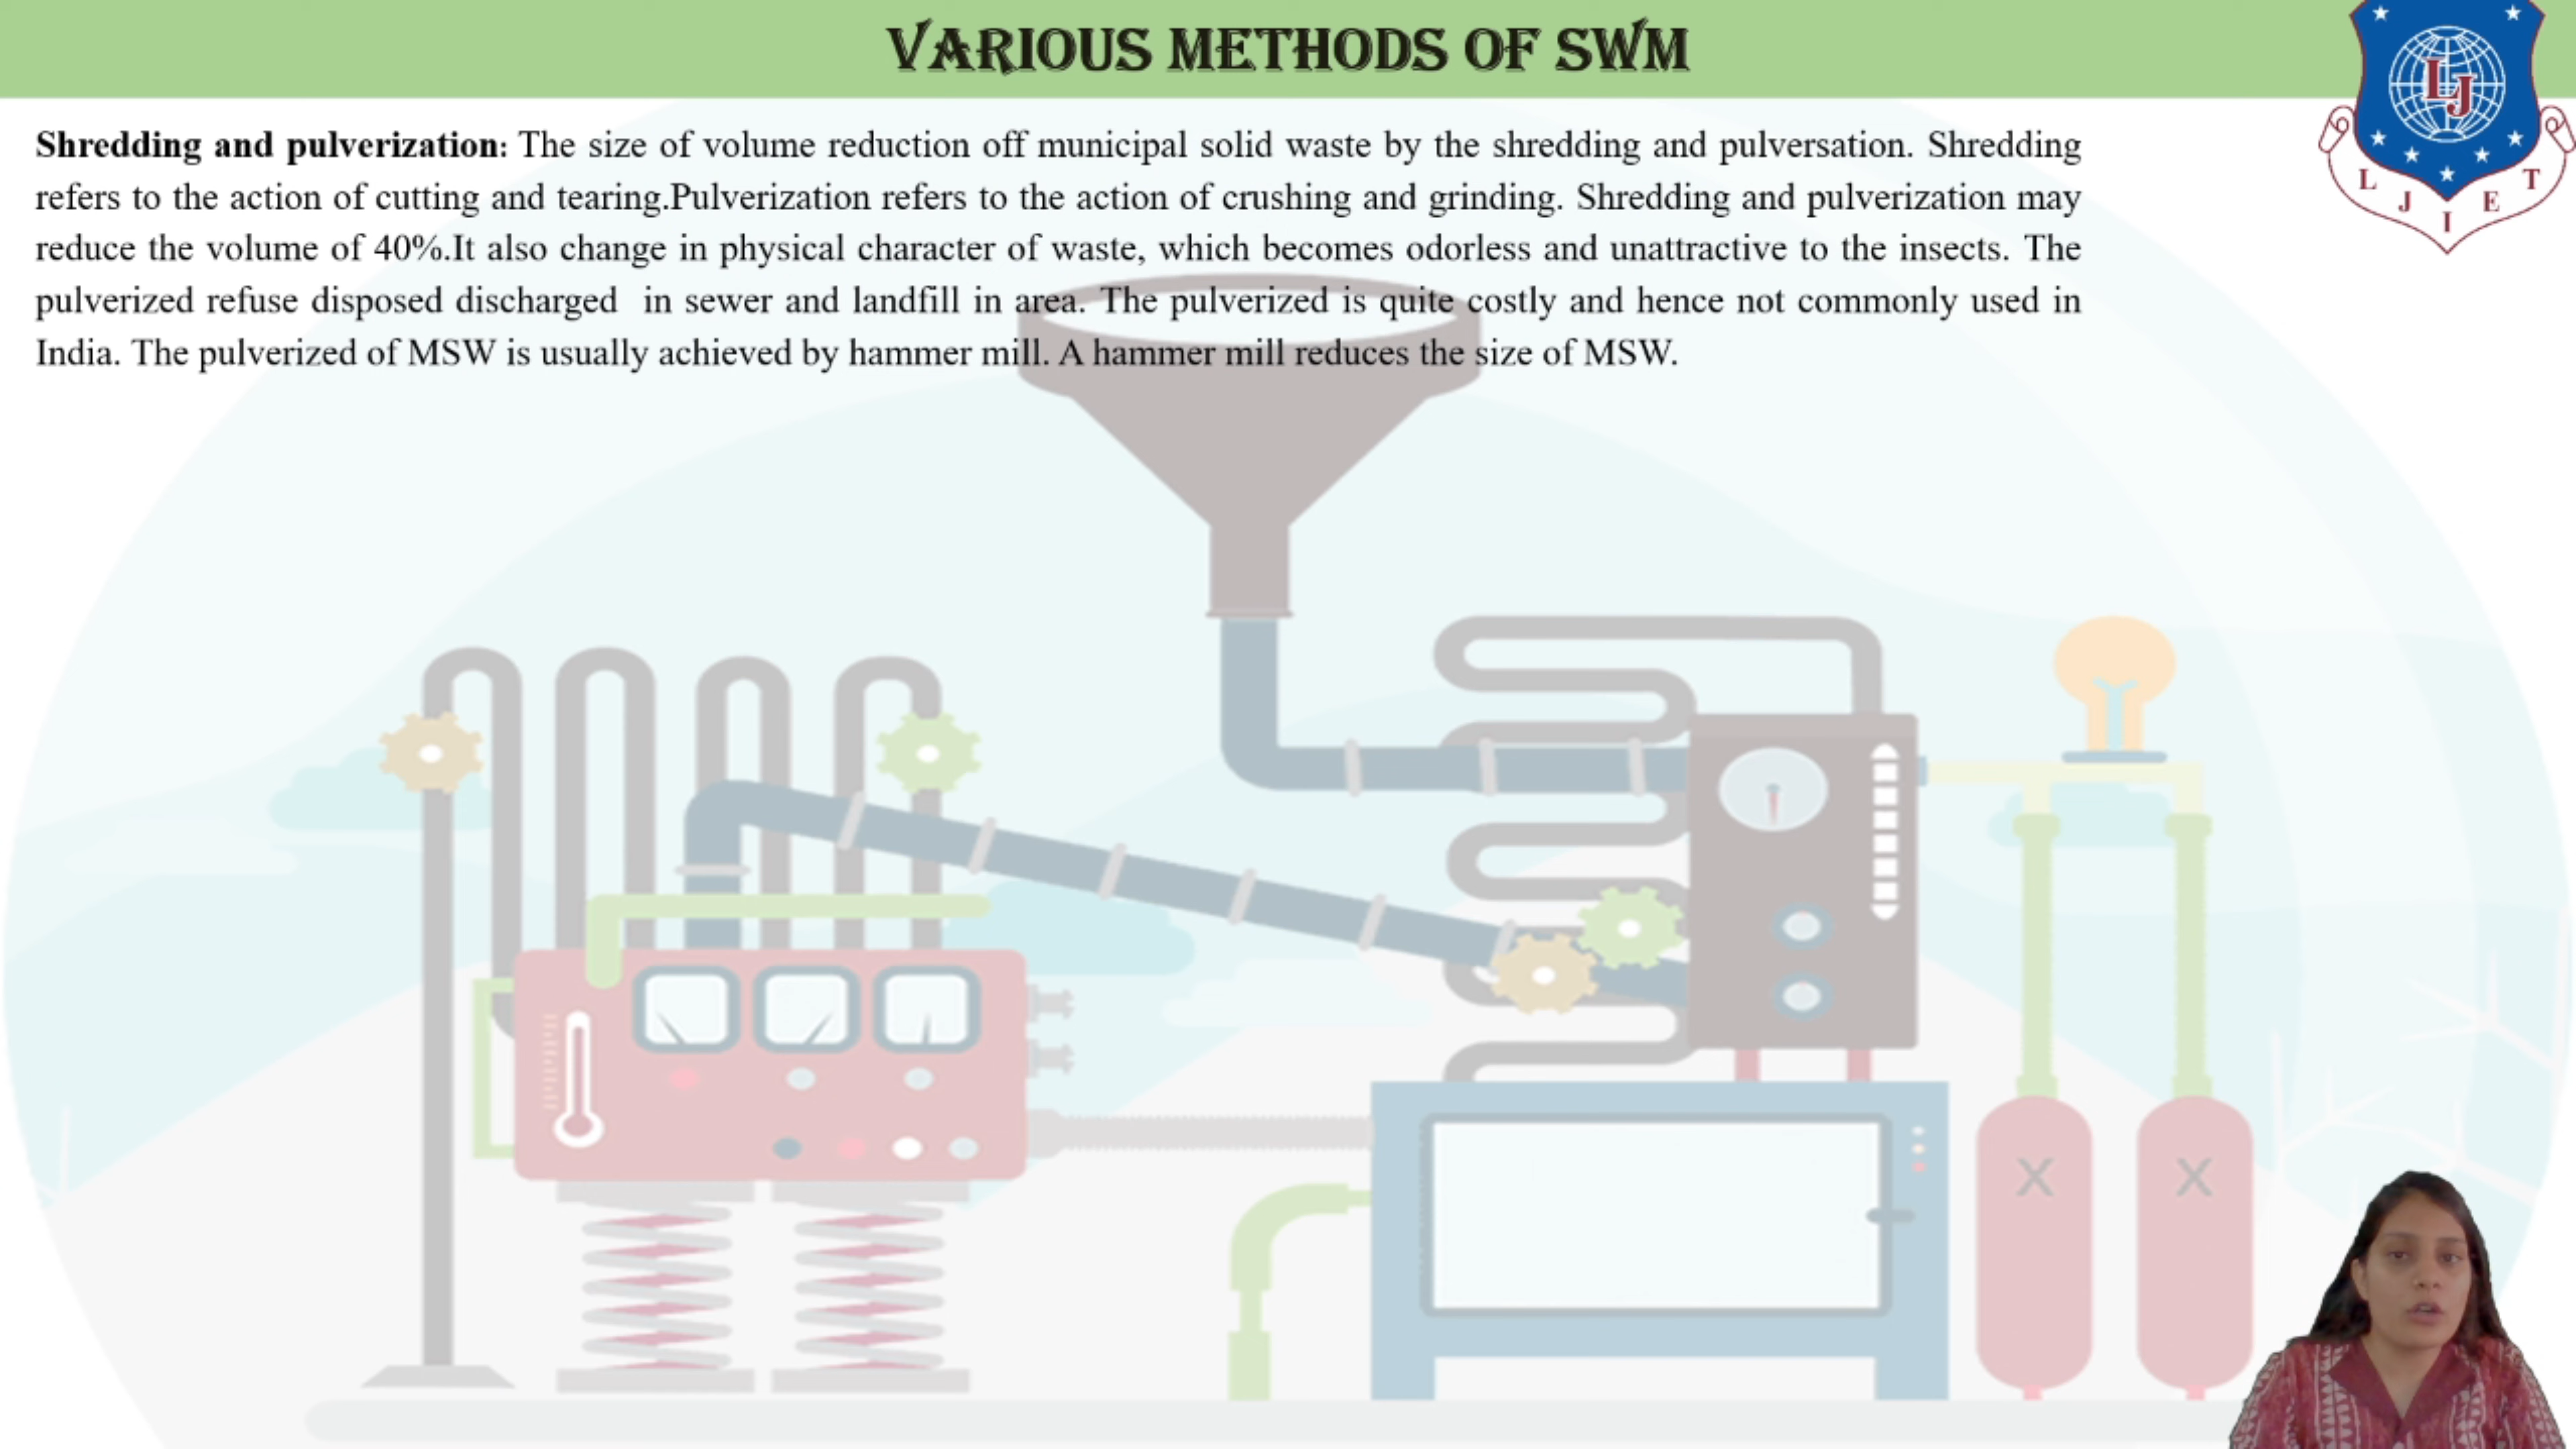 VARIOUS METHODS OF SWM
Shredding and pulverization: The size of volume reduction off municipal solid waste by the shredding and pulversation. Shredding
refers to the action of cutting and tearing.Pulverization refers to the action of crushing and grinding. Shredding and pulverization may
reduce the volume of 40%.It also change in physical character of waste, which becomes odorless and unattractive to the insects. The
pulverized refuse disposed discharged in sewer and landfill in area. The pulverized is quite costly and hence not commonly used in
India. The pulverized of MSW is usually achieved by hammer mill. A hammer mill reduces the size of MSW.
LJ
L J I E T
X X